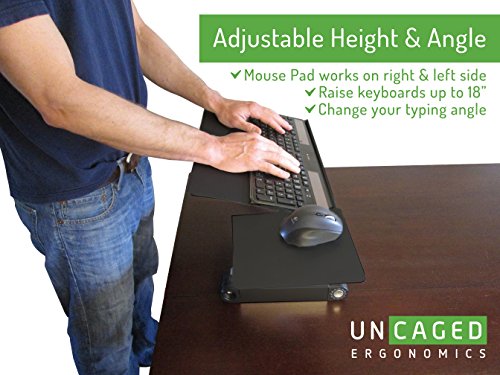 Adjustable Height & Angle
✓Mouse Pad works on right & left side
✓Raise keyboards up to 18”
✓Change your typing angle
UNCAGED
ERGONOMICS